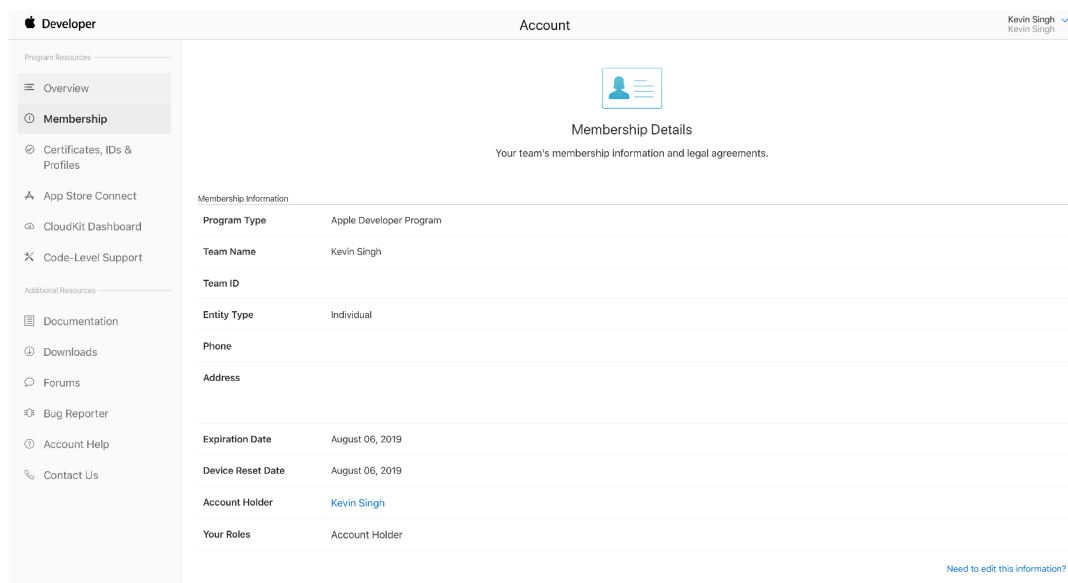 Developer
Account
Kevin Singh
Kevin Singh
Program Resources
Overview
Membership
Certificates, IDs &
Profiles
App Store Connect
CloudKit Dashboard
Code-Level Support
Additional Resources
Documentation
Downloads
Forums
Bug Reporter
Account Help
Contact Us
Membership Details
Your team's membership information and legal agreements.
Membership Information
Program Type Apple Developer Program
Team Name Kevin Singh
Team ID
Entity Type Individual
Phone
Address
Expiration Date August 06, 2019
Device Reset Date August 06, 2019
Account Holder Kevin Singh
Your Roles Account Holder
Need to edit this information?